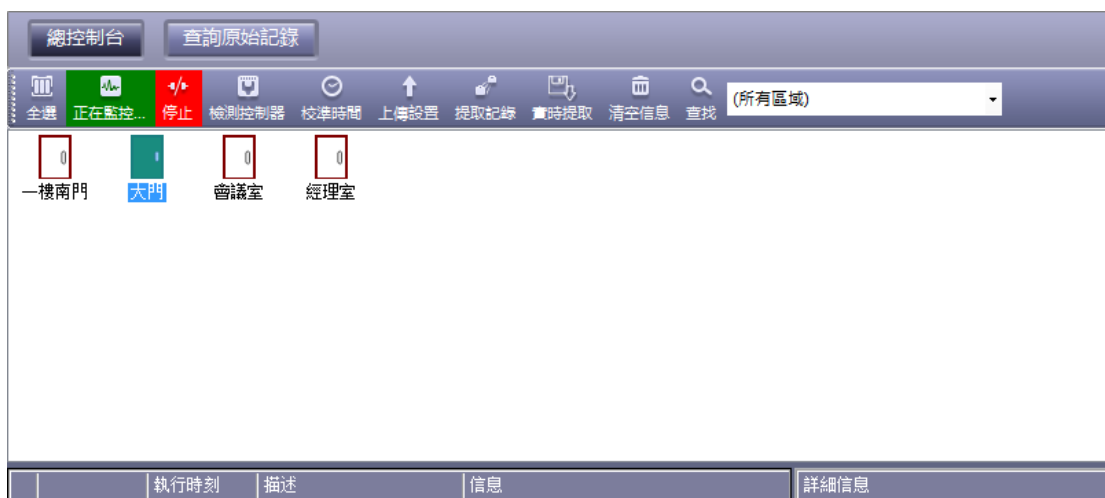 總控制台 查詢原始記錄
全選 正在監控... 停止 檢測控制器 校準時間 上傳設置 提取記錄 實時提取 清空信息 查找 (所有區域)
一樓南門 大門 會議室 經理室
執行時刻 描述 信息 詳細信息